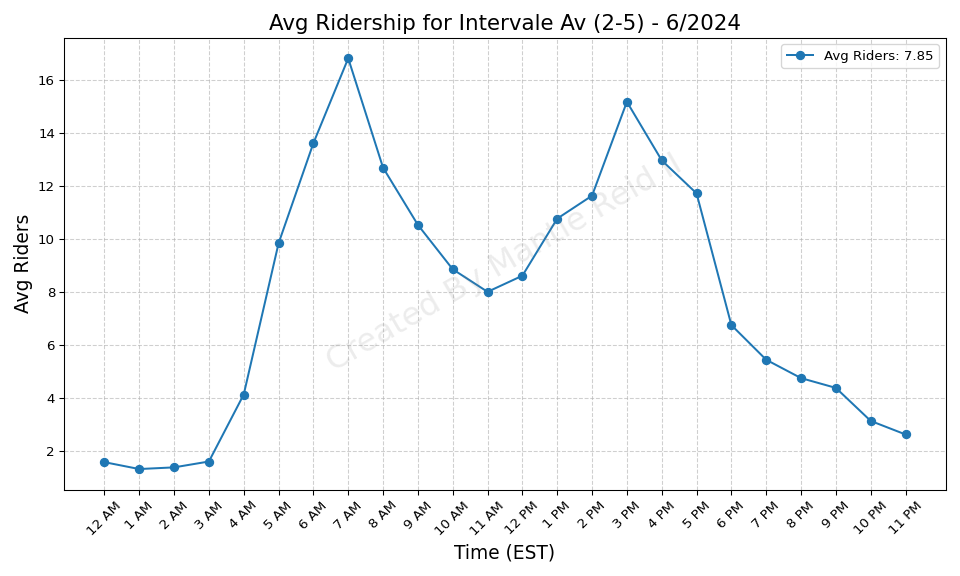 Avg Ridership for Intervale Av (2-5) - 6/2024
Avg Riders: 7.85
Avg Riders
16
14
12
10
8
6
4
2
Created By Mantie Reid II
12 AM
1 AM
2 AM
3 AM
4 AM
5 AM
6 AM
7 AM
8 AM
9 AM
10 AM
11 AM
12 PM
1 PM
2 PM
3 PM
4 PM
5 PM
6 PM
7 PM
8 PM
9 PM
10 PM
11 PM
Time (EST)